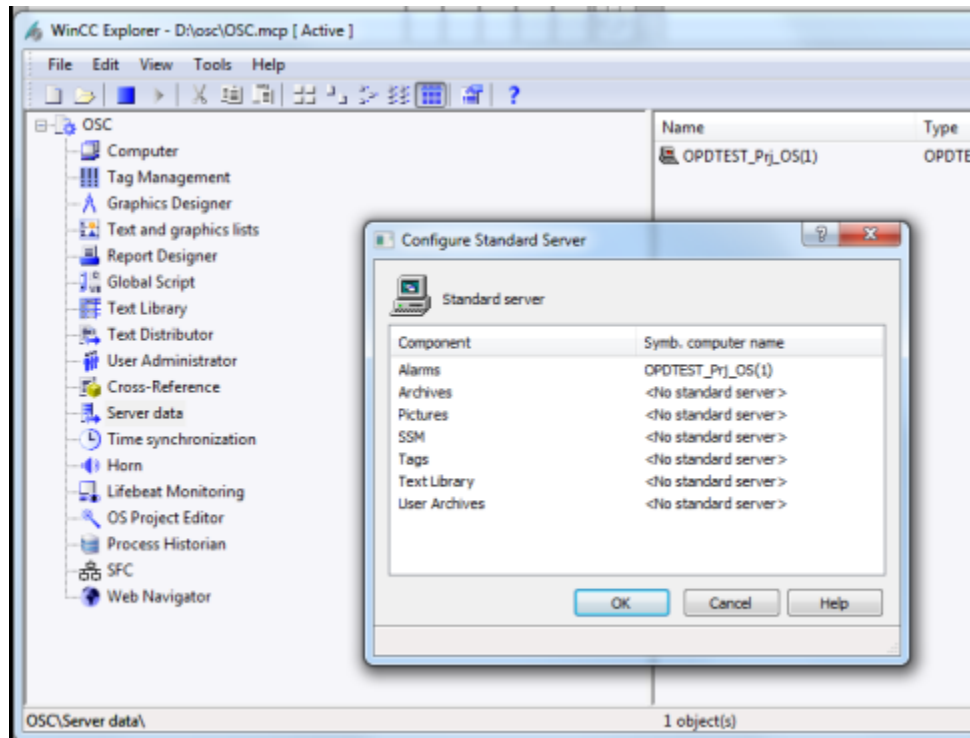 WinCC Explorer - D:\osc\OSC.mcp [ Active ]
File Edit View Tools Help
OSC
Computer
Tag Management
Graphics Designer
Text and graphics lists
Report Designer
Global Script
Text Library
Text Distributor
User Administrator
Cross-Reference
Server data
Time synchronization
Horn
Lifebeat Monitoring
OS Project Editor
Process Historian
SFC
Web Navigator
Name Type
OPDTEST_Prj_OS(1) OPDTE
Configure Standard Server
Standard server
Component Symb. computer name
Alarms OPDTEST_Prj_OS(1)
Archives <No standard server>
Pictures <No standard server>
SSM <No standard server>
Tags <No standard server>
Text Library <No standard server>
User Archives <No standard server>
OK Cancel Help
OSC\Server data\ 1 object(s)